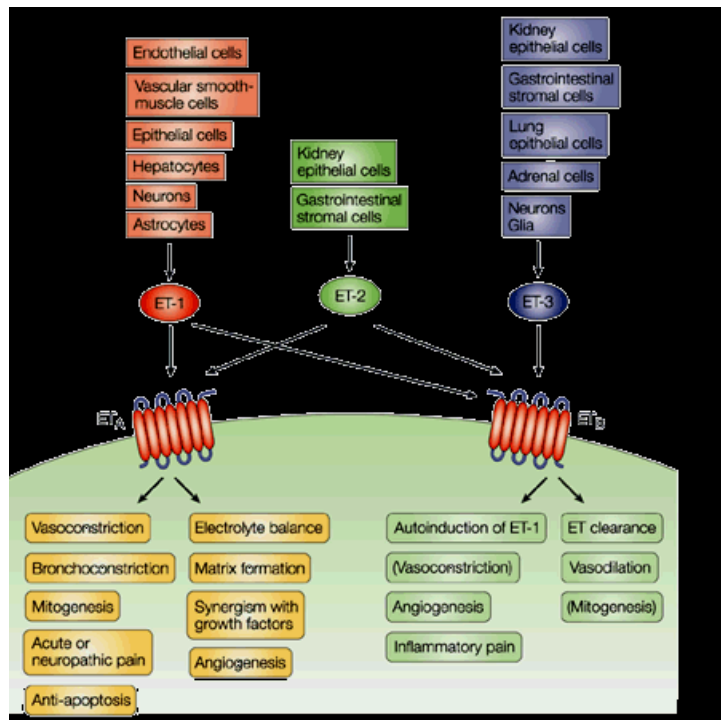 Endothelial cells
Vascular smooth-
muscle cells
Epithelial cells
Hepatocytes
Neurons
Astrocytes
Kidney
epithelial cells
Gastrointestinal
stromal cells
Kidney
epithelial cells
Gastrointestinal
stromal cells
Lung
epithelial cells
Adrenal cells
Neurons
Glia
ET-1
ET-2
ET-3
ETA
ETB
Vasoconstriction
Bronchoconstriction
Mitogenesis
Acute or
neuropathic pain
Anti-apoptosis
Electrolyte balance
Matrix formation
Synergism with
growth factors
Angiogenesis
Autoinduction of ET-1
(Vasoconstriction)
Angiogenesis
Inflammatory pain
ET clearance
Vasodilation
(Mitogenesis)